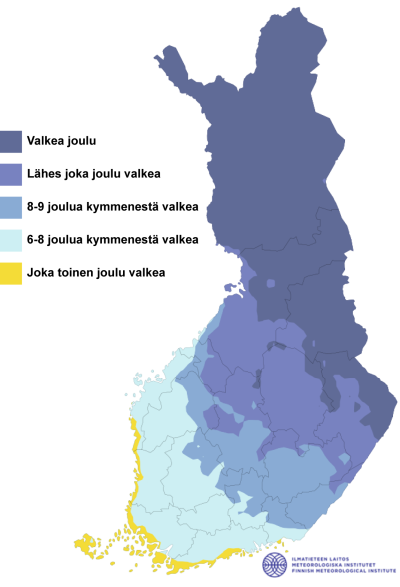 Valkea joulu
Lähes joka joulu valkea
8-9 joulua kymmenestä valkea
6-8 joulua kymmenestä valkea
Joka toinen joulu valkea
ILMATIETEEN LAITOS
METEOROLOGISKA INSTITUTET
FINNISH METEOROLOGICAL INSTITUTE